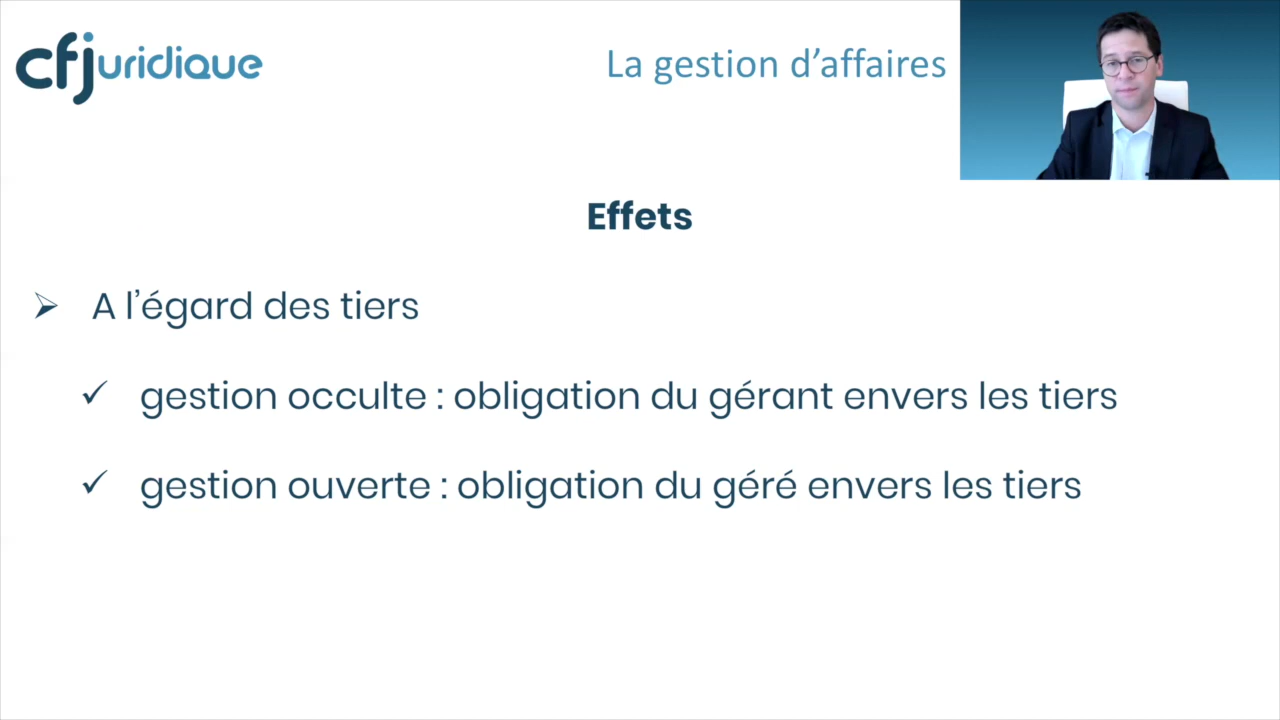 cfjuridique
La gestion d’affaires
Effets
A l’égard des tiers
gestion occulte : obligation du gérant envers les tiers
gestion ouverte : obligation du géré envers les tiers